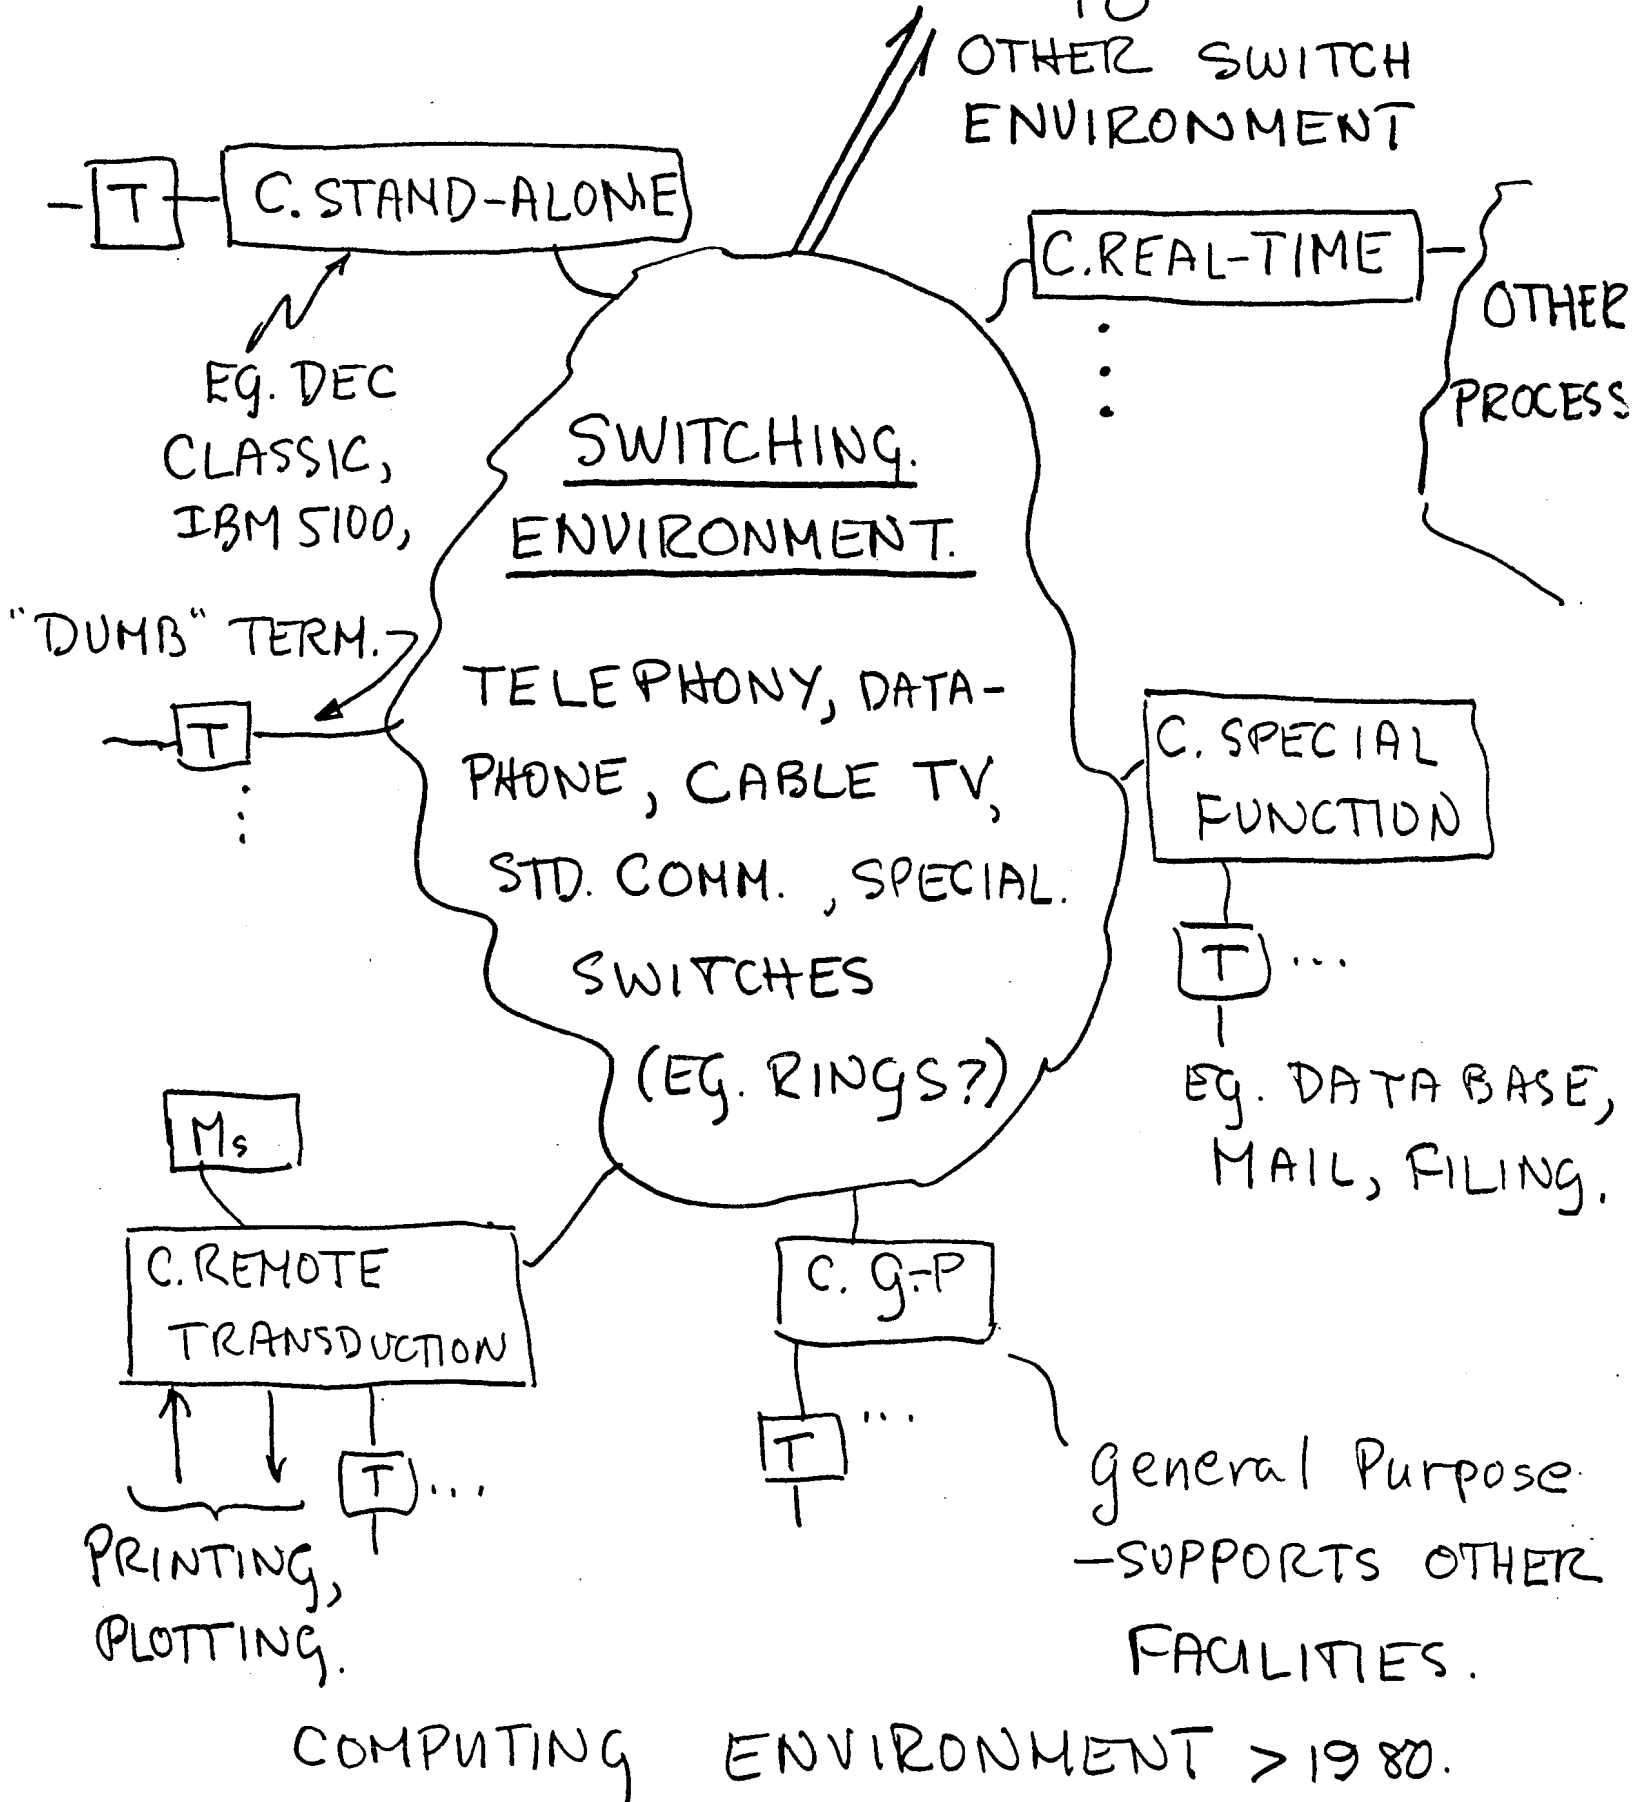 TO
OTHER SWITCH
ENVIRONMENT
T
C. STAND-ALONE
C. REAL-TIME
OTHER
PROCESS
EG. DEC
CLASSIC,
IBM 5100,
SWITCHING.
ENVIRONMENT.
"DUMB" TERM.
T
TELEPHONY, DATA-
PHONE, CABLE TV,
STD. COMM., SPECIAL.
SWITCHES
(EG. RINGS?)
C. SPECIAL
FUNCTION
T ...
EG. DATA BASE,
MAIL, FILING.
Ms
C. REMOTE
TRANSDUCTION
T ...
PRINTING,
PLOTTING.
C. G-P
T ...
General Purpose
-SUPPORTS OTHER
FACILITIES.
COMPUTING ENVIRONMENT > 1980.